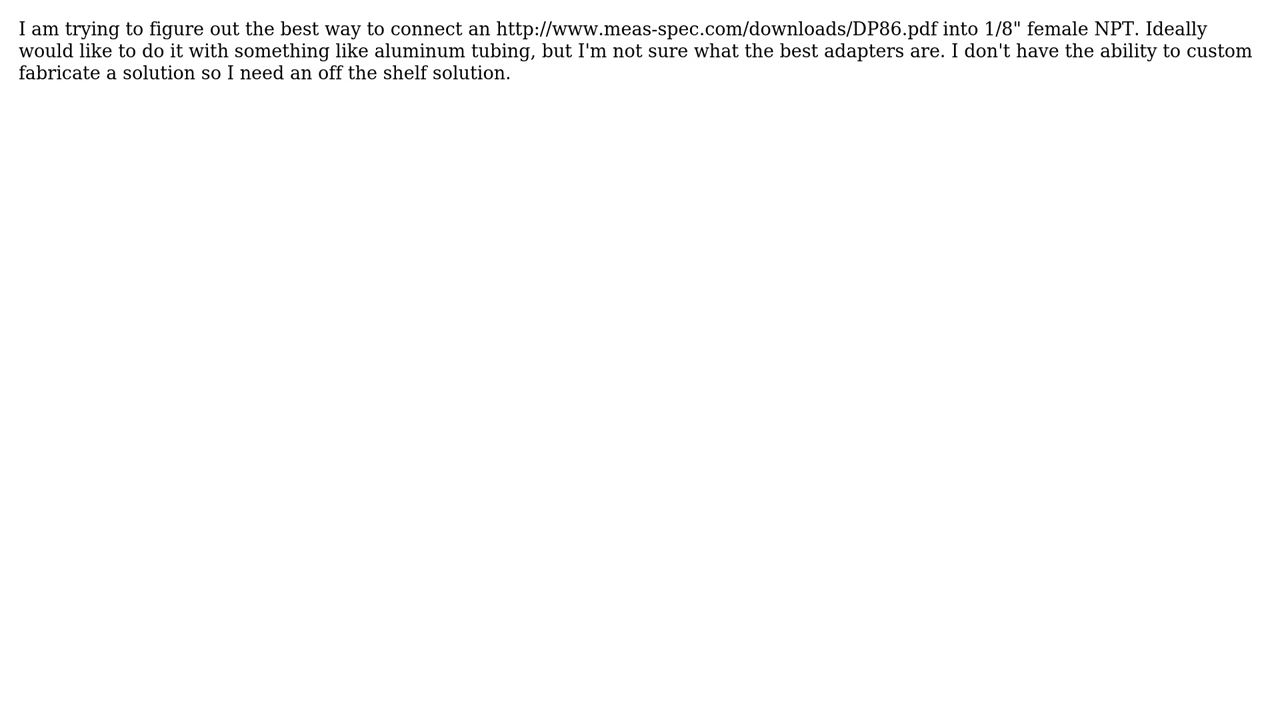 I am trying to figure out the best way to connect an http://www.meas-spec.com/downloads/DP86.pdf into 1/8" female NPT. Ideally
would like to do it with something like aluminum tubing, but I'm not sure what the best adapters are. I don't have the ability to custom
fabricate a solution so I need an off the shelf solution.